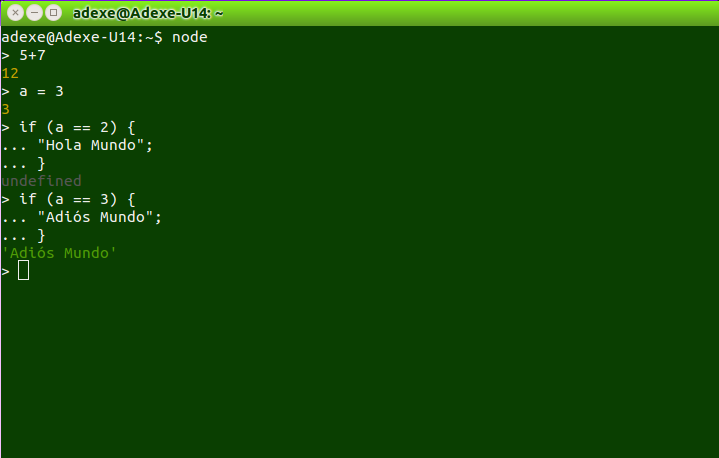 adexe@Adexe-U14: ~
adexe@Adexe-U14:~$ node
> 5+7
12
> a = 3
3
> if (a == 2) {
... "Hola Mundo";
... }
undefined
> if (a == 3) {
... "Adiós Mundo";
... }
'Adiós Mundo'
>